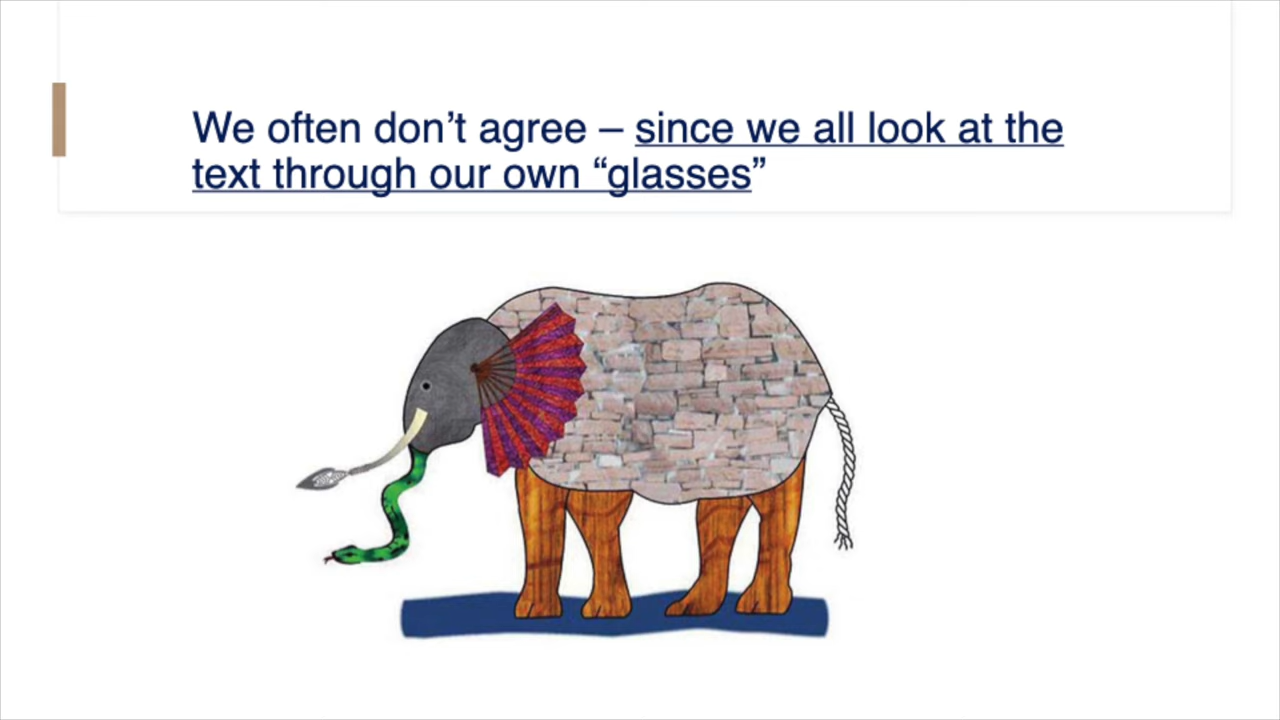 We often don’t agree – since we all look at the
text through our own “glasses”